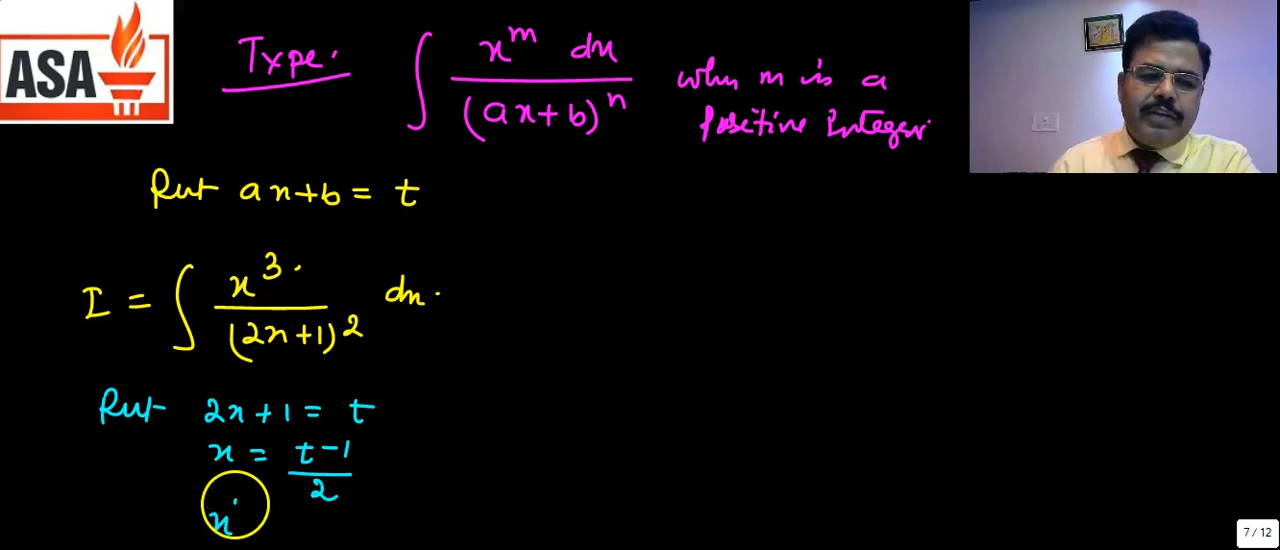 ASA
Type. ∫ x^m dx / (ax+b)^n when m is a positive Integer.
Put ax+b = t
I = ∫ x^3. / (2x+1)^2 dx.
Put 2x+1 = t
x = t-1 / 2
x
7 / 12